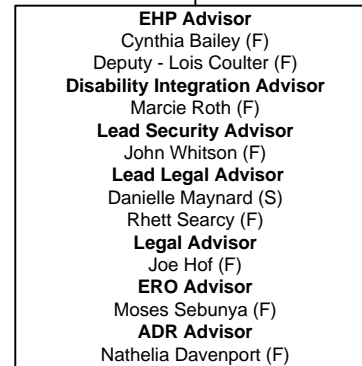 EHP Advisor
Cynthia Bailey (F)
Deputy - Lois Coulter (F)
Disability Integration Advisor
Marcie Roth (F)
Lead Security Advisor
John Whitson (F)
Lead Legal Advisor
Danielle Maynard (S)
Rhett Searcy (F)
Legal Advisor
Joe Hof (F)
ERO Advisor
Moses Sebunya (F)
ADR Advisor
Nathelia Davenport (F)